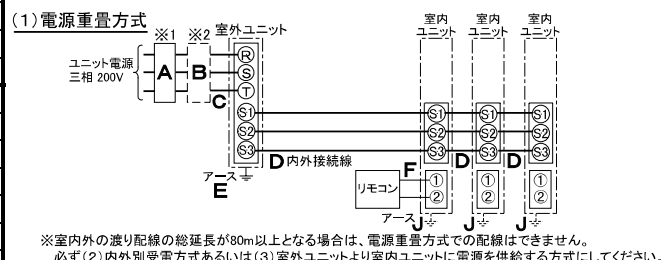 (1)電源重畳方式
※1 ※2 室外ユニット
室内
ユニット
室内
ユニット
室内
ユニット
ユニット電源
三相 200V
A
B
C
R
S
T
S1
S2
S3
S1
S2
S3
S1
S2
S3
S1
S2
S3
D 内外接続線
D
D
アース
E
リモコン
F
①
②
①
②
①
②
アース
J
J
J
※室内外の渡り配線の総延長が80m以上となる場合は、電源重畳方式での配線はできません。
必ず(2)内外別受電方式あるいは(3)室外ユニットより室内ユニットに電源を供給する方式にしてください。